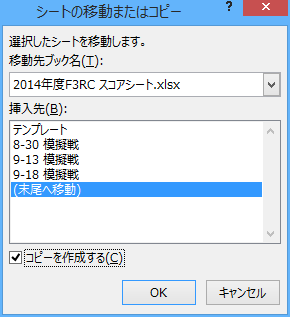 シートの移動またはコピー
?
選択したシートを移動します。
移動先ブック名(T):
2014年度F3RC スコアシート.xlsx
挿入先(B):
テンプレート
8-30 模擬戦
9-13 模擬戦
9-18 模擬戦
(末尾へ移動)
コピーを作成する(C)
OK
キャンセル